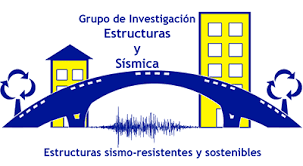 Grupo de Investigación
Estructuras
y
Sísmica
Estructuras sismo-resistentes y sostenibles